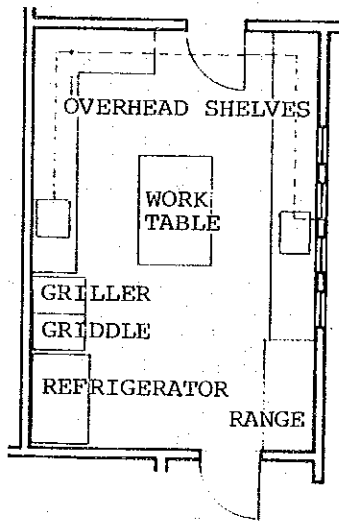 OVERHEAD SHELVES
WORK
TABLE
GRILLER
GRIDDLE
REFRIGERATOR
RANGE